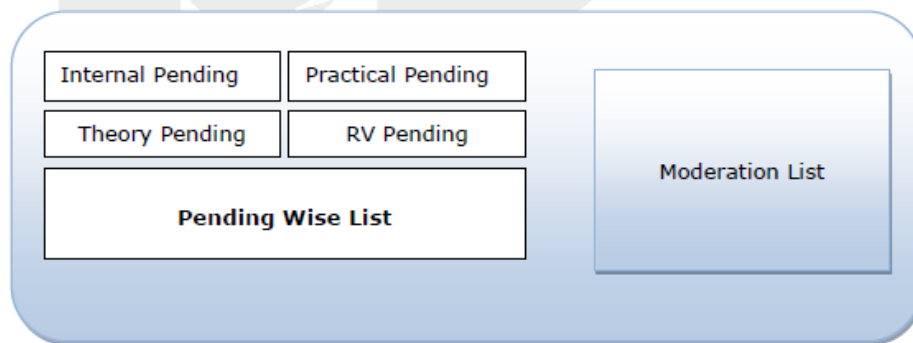 Internal Pending
Practical Pending
Theory Pending
RV Pending
Pending Wise List
Moderation List